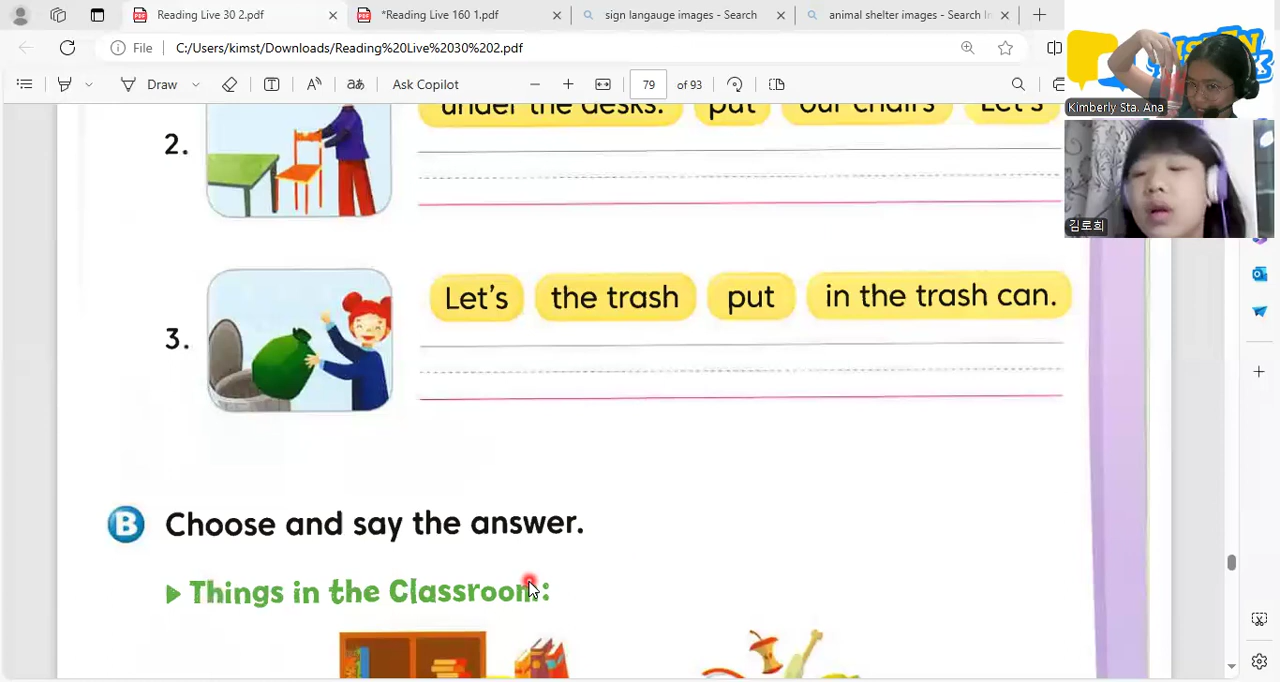 Reading Live 30 2.pdf
*Reading Live 160 1.pdf
sign langauge images - Search
animal shelter images - Search
File
C:/Users/kimst/Downloads/Reading%20Live%2030%202.pdf
Draw
Ask Copilot
79 of 93
Kimberly Sta. Ana
김로희
under the desks. put our chairs Let's
2.
Let's the trash put in the trash can.
3.
B Choose and say the answer.
Things in the Classroom: